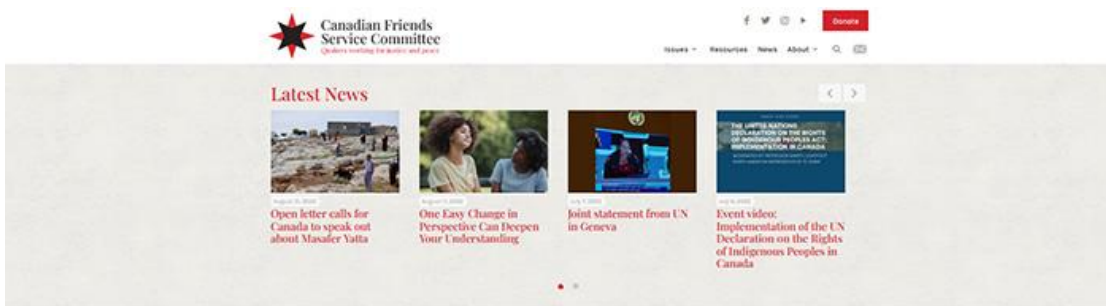 Canadian Friends
Service Committee
Quakers working for justice and peace
Donate
Issues
Resources
News
About
Latest News
THE UNITED NATIONS
DECLARATION ON THE RIGHTS
OF INDIGENOUS PEOPLES ACT:
IMPLEMENTATION IN CANADA
Open letter calls for
Canada to speak out
about Masafer Yatta
One Easy Change in
Perspective Can Deepen
Your Understanding
Joint statement from UN
in Geneva
Event video:
Implementation of the UN
Declaration on the Rights
of Indigenous Peoples in
Canada